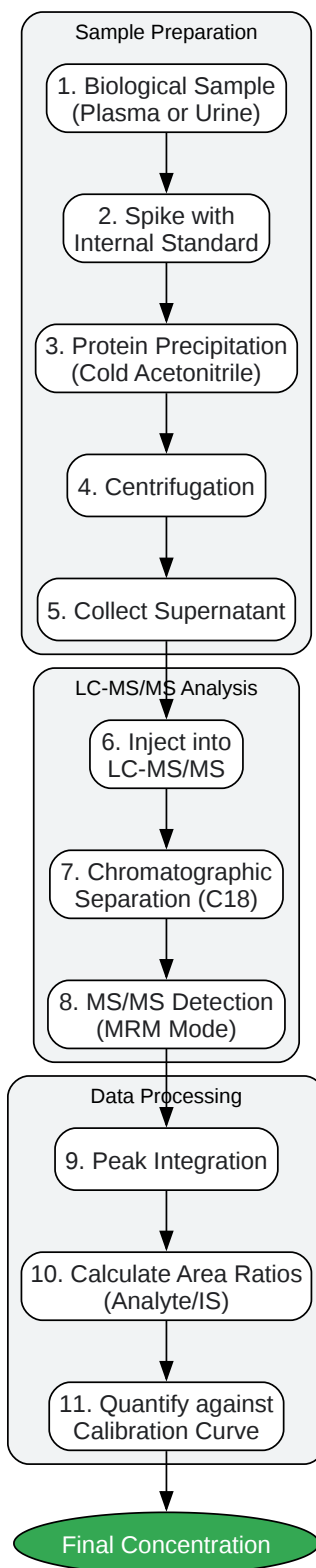 Sample Preparation
1. Biological Sample
(Plasma or Urine)
2. Spike with
Internal Standard
3. Protein Precipitation
(Cold Acetonitrile)
4. Centrifugation
5. Collect Supernatant
LC-MS/MS Analysis
6. Inject into
LC-MS/MS
7. Chromatographic
Separation (C18)
8. MS/MS Detection
(MRM Mode)
Data Processing
9. Peak Integration
10. Calculate Area Ratios
(Analyte/IS)
11. Quantify against
Calibration Curve
Final Concentration